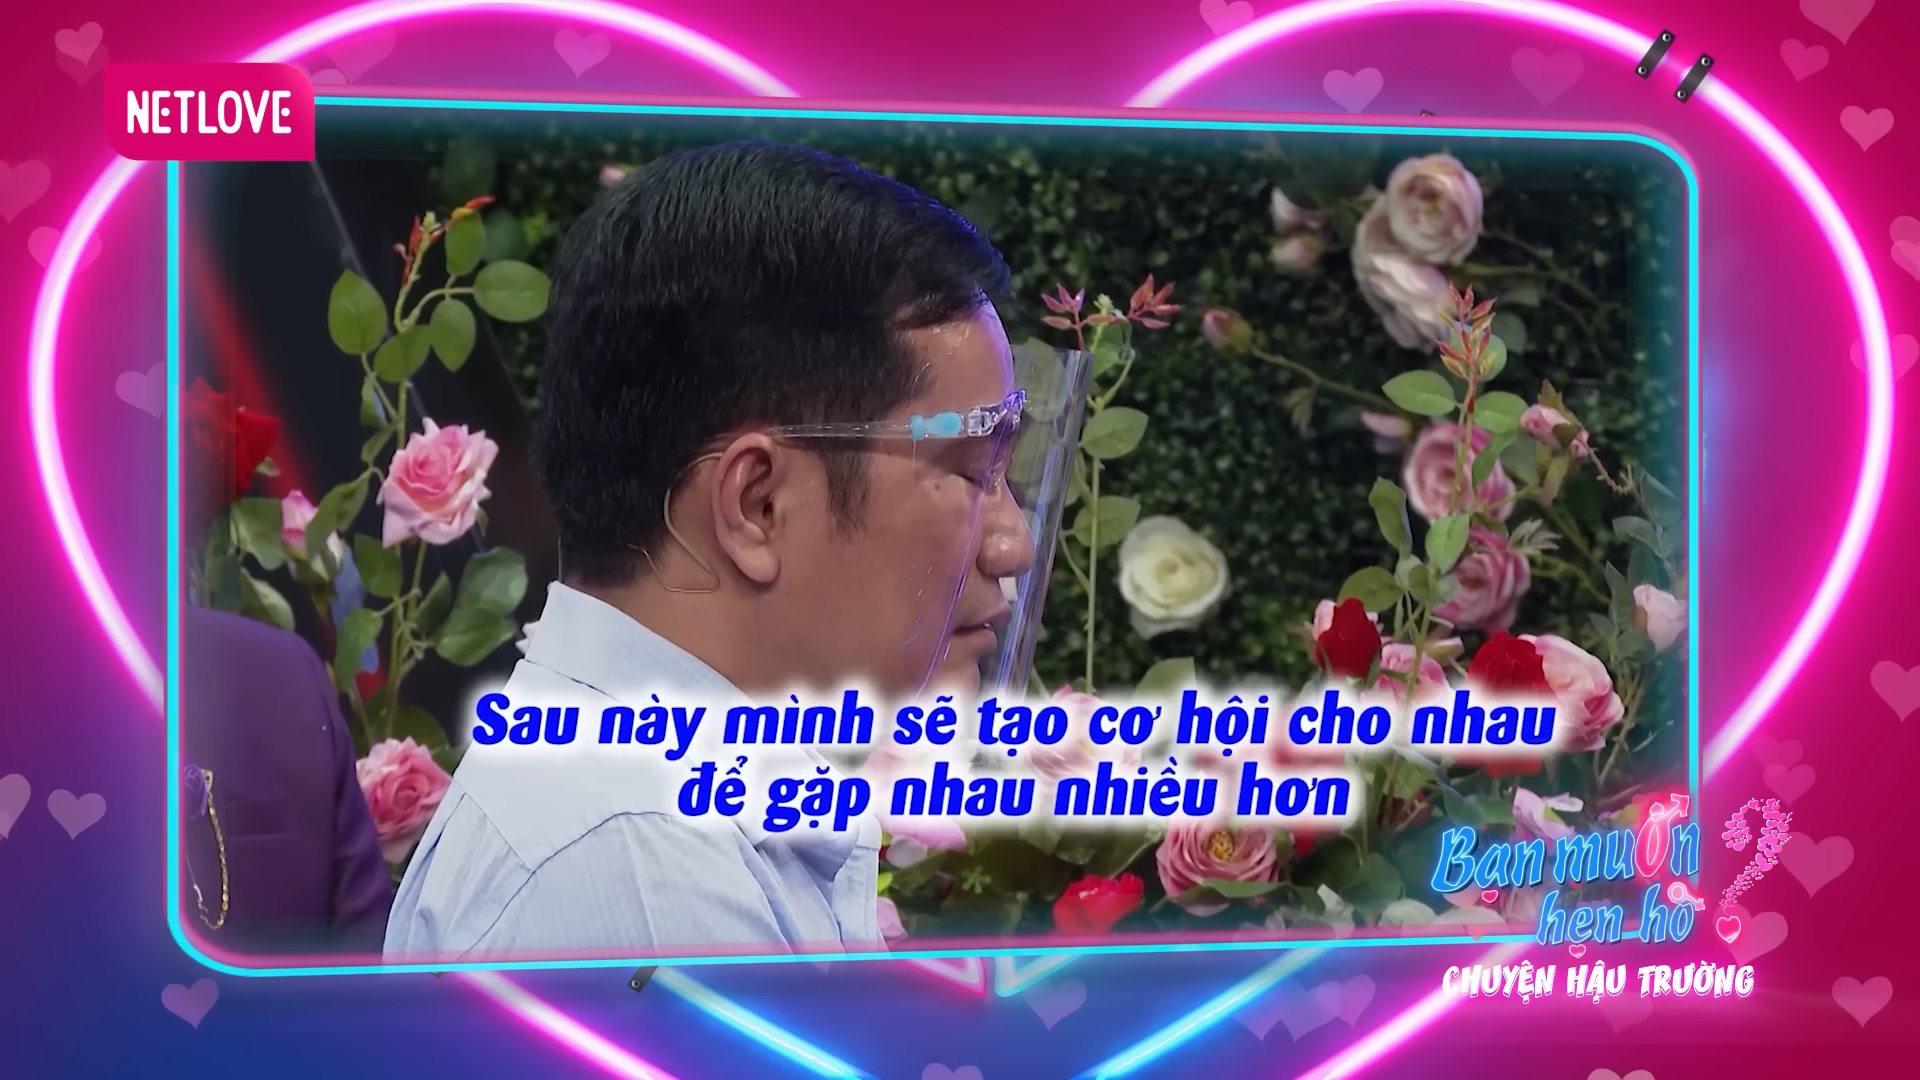 NETLOVE
Sau này mình sẽ tạo cơ hội cho nhau
để gặp nhau nhiều hơn
Bạn muốn
hẹn hò ?
CHUYỆN HẬU TRƯỜNG